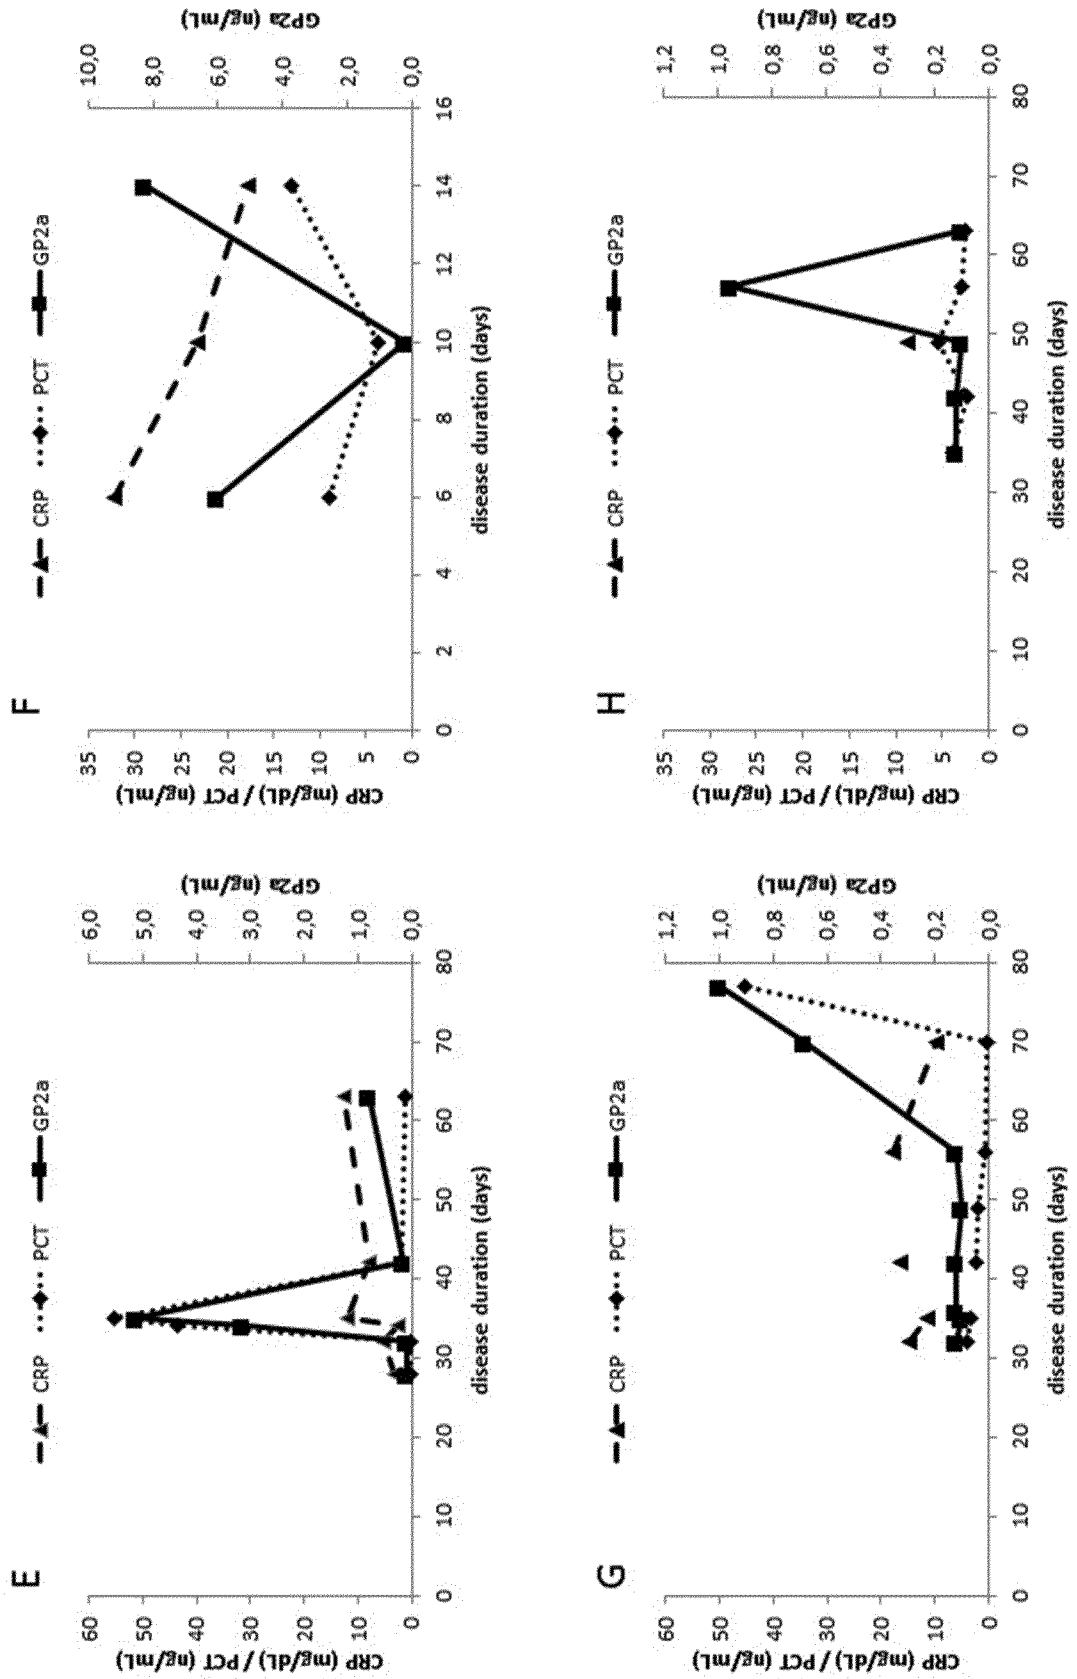 E
CRP PCT GP2a
CRP (mg/dL) / PCT (ng/mL)
60
50
40
30
20
10
0
GP2a (ng/mL)
6,0
5,0
4,0
3,0
2,0
1,0
0,0
0 10 20 30 40 50 60 70 80
disease duration (days)
F
CRP PCT GP2a
CRP (mg/dL) / PCT (ng/mL)
35
30
25
20
15
10
5
0
GP2a (ng/mL)
10,0
8,0
6,0
4,0
2,0
0,0
0 2 4 6 8 10 12 14 16
disease duration (days)
G
CRP PCT GP2a
CRP (mg/dL) / PCT (ng/mL)
60
50
40
30
20
10
0
GP2a (ng/mL)
1,2
1,0
0,8
0,6
0,4
0,2
0,0
0 10 20 30 40 50 60 70 80
disease duration (days)
H
CRP PCT GP2a
CRP (mg/dL) / PCT (ng/mL)
35
30
25
20
15
10
5
0
GP2a (ng/mL)
1,2
1,0
0,8
0,6
0,4
0,2
0,0
0 10 20 30 40 50 60 70 80
disease duration (days)